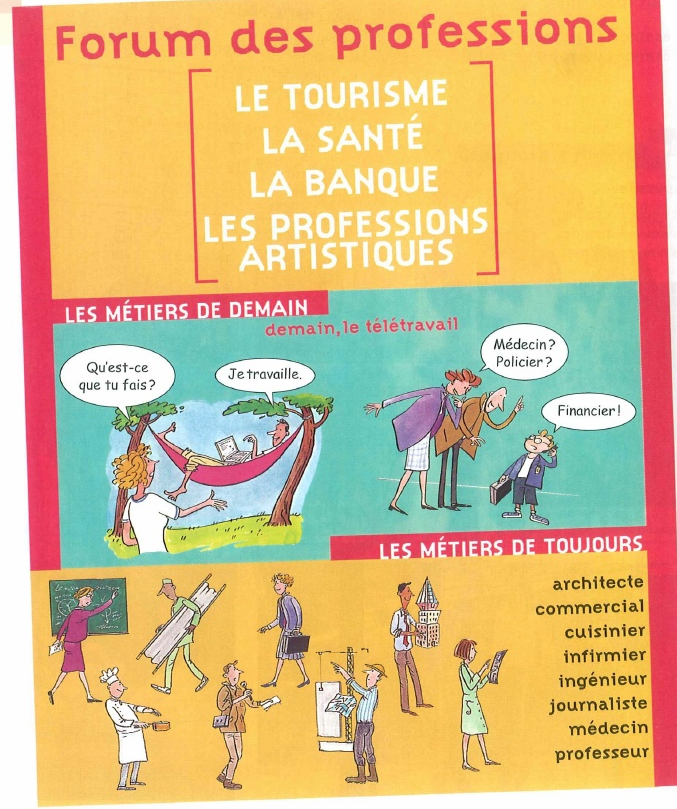 Forum des professions
LE TOURISME
LA SANTÉ
LA BANQUE
LES PROFESSIONS
ARTISTIQUES
LES MÉTIERS DE DEMAIN
demain, le télétravail
Qu'est-ce
que tu fais?
Je travaille.
Médecin?
Policier?
Financier!
LES MÉTIERS DE TOUJOURS
architecte
commercial
cuisinier
infirmier
ingénieur
journaliste
médecin
professeur